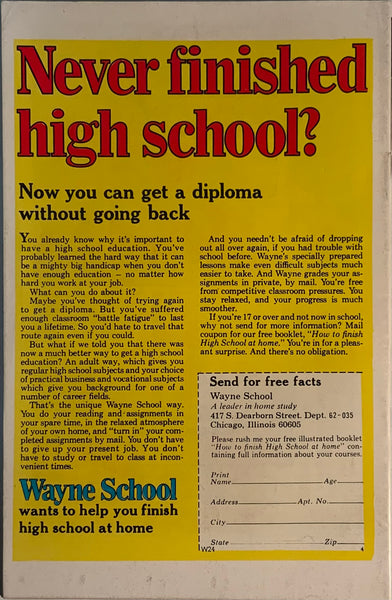 Never finished
high school?
Now you can get a diploma
without going back
You already know why it's important to
have a high school education. You've
probably learned the hard way that it can
be a mighty big handicap when you don't
have enough education – no matter how
hard you work at your job.
What can you do about it?
Maybe you've thought of trying again
to get a diploma. But you've suffered
enough classroom "battle fatigue" to last
you a lifetime. So you'd hate to travel that
route again even if you could.
But what if we told you that there was
now a much better way to get a high school
education? An adult way, which gives you
regular high school subjects and your choice
of practical business and vocational subjects
which give you background for one of a
number of career fields.
That's the unique Wayne School way.
You do your reading and assignments in
your spare time, in the relaxed atmosphere
of your own home, and "turn in" your com-
pleted assignments by mail. You don't have
to give up your present job. You don't
have to study or travel to class at incon-
venient times.
Wayne School
wants to help you finish
high school at home
And you needn't be afraid of dropping
out all over again, if you had trouble with
school before. Wayne's specially prepared
lessons make even difficult subjects much
easier to take. And Wayne grades your as-
signments in private, by mail. You're free
from competitive classroom pressures. You
stay relaxed, and your progress is much
smoother.
If you're 17 or over and not now in school,
why not send for more information? Mail
coupon for our free booklet, "How to finish
High School at home." You're in for a pleas-
ant surprise. And there's no obligation.
Send for free facts
Wayne School
A leader in home study
417 S. Dearborn Street. Dept. 62-035
Chicago, Illinois 60605
Please rush me your free illustrated booklet
"How to finish High School at home" con-
taining full information about your courses.
Print
Name Age
Address Apt. No.
City
State Zip
W24 4